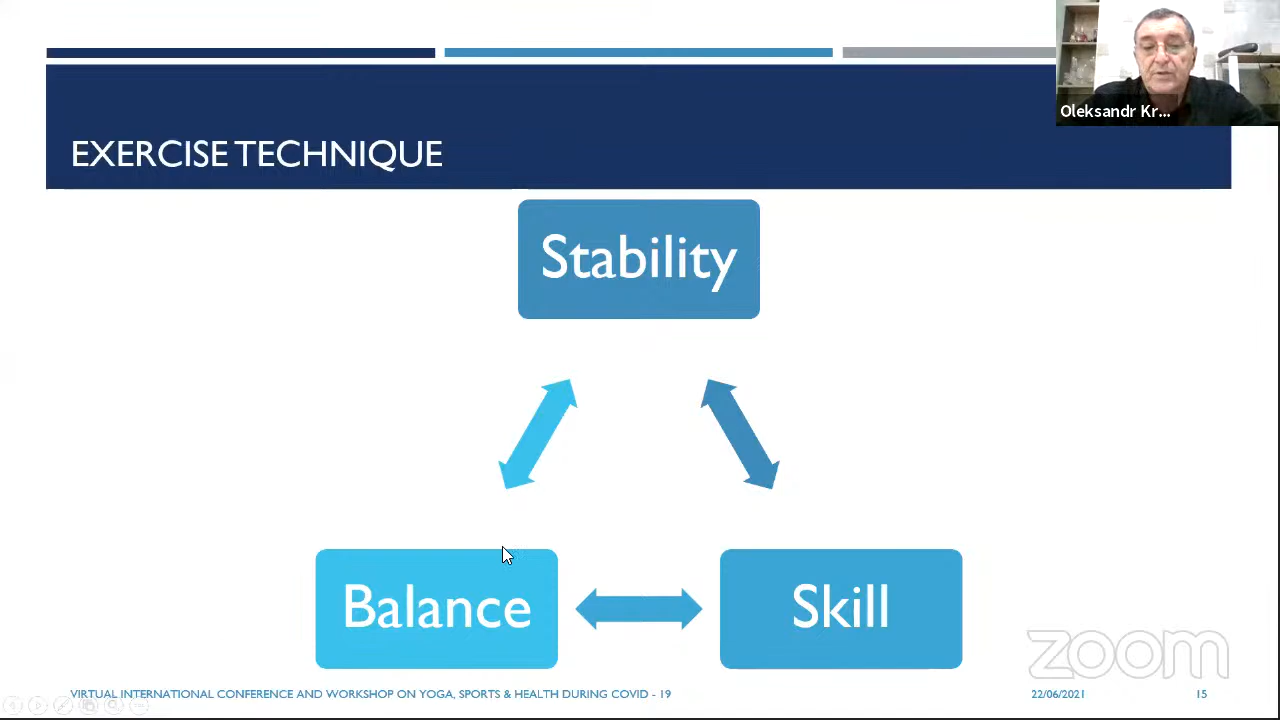 Oleksandr Kr...
EXERCISE TECHNIQUE
Stability
Balance
Skill
zoom
VIRTUAL INTERNATIONAL CONFERENCE AND WORKSHOP ON YOGA, SPORTS & HEALTH DURING COVID - 19
22/06/2021
15